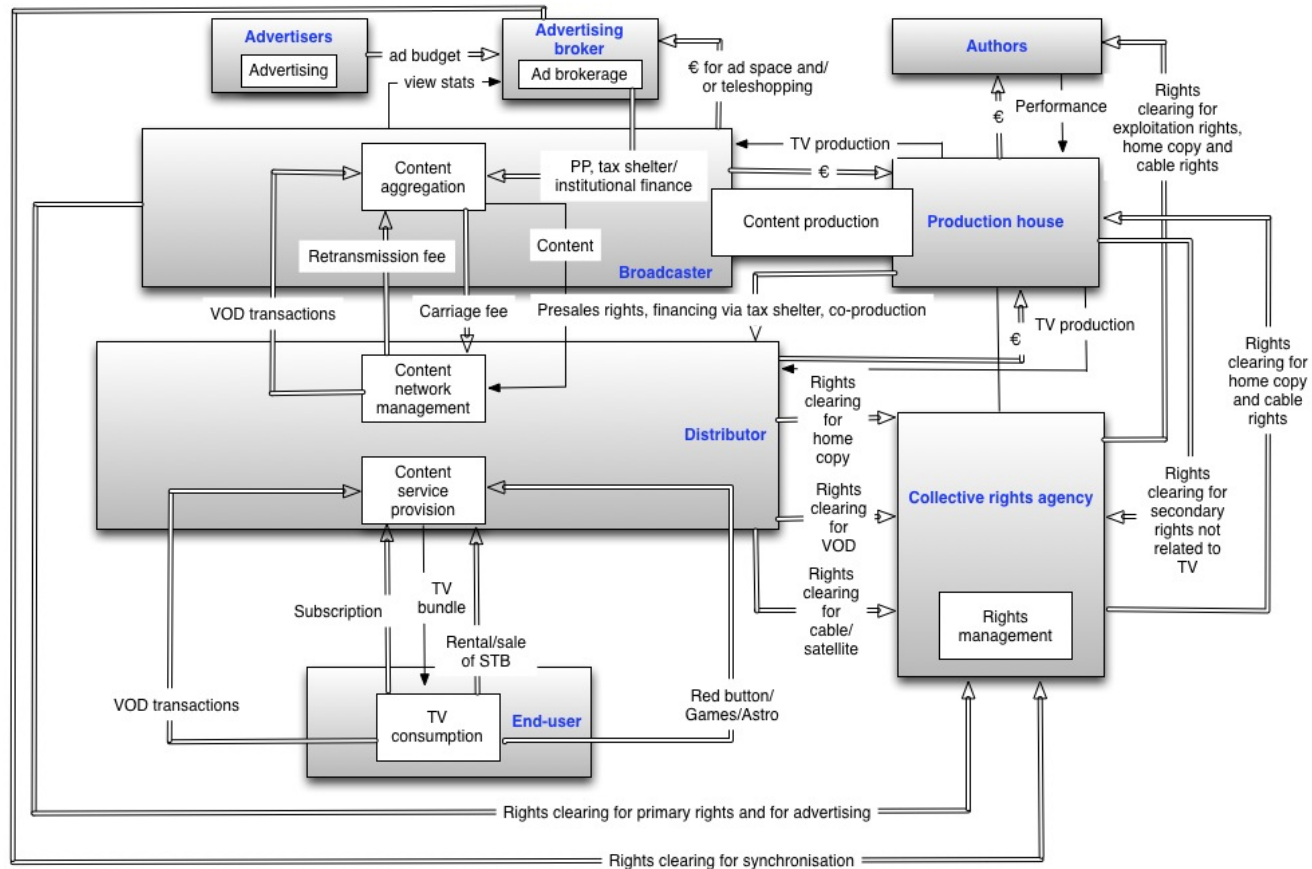 Advertisers
Advertising
ad budget
view stats
Advertising
broker
Ad brokerage
€ for ad space and/
or teleshopping
Authors
€
Performance
Rights
clearing for
exploitation rights,
home copy and
cable rights
Content
aggregation
PP, tax shelter/
institutional finance
TV production
€
Content production
Production house
Retransmission fee
Content
Broadcaster
VOD transactions
Carriage fee
Presales rights, financing via tax shelter, co-production
€
TV production
Rights
clearing for
home copy
and cable
rights
Content
network
management
Distributor
Rights
clearing
for
home
copy
Content
service
provision
Rights
clearing
for
VOD
Collective rights agency
Rights
clearing for
secondary
rights not
related to
TV
Subscription
TV
bundle
Rental/sale
of STB
Rights
clearing
for
cable/
satellite
Rights
management
VOD transactions
TV
consumption
End-user
Red button/
Games/Astro
Rights clearing for primary rights and for advertising
Rights clearing for synchronisation